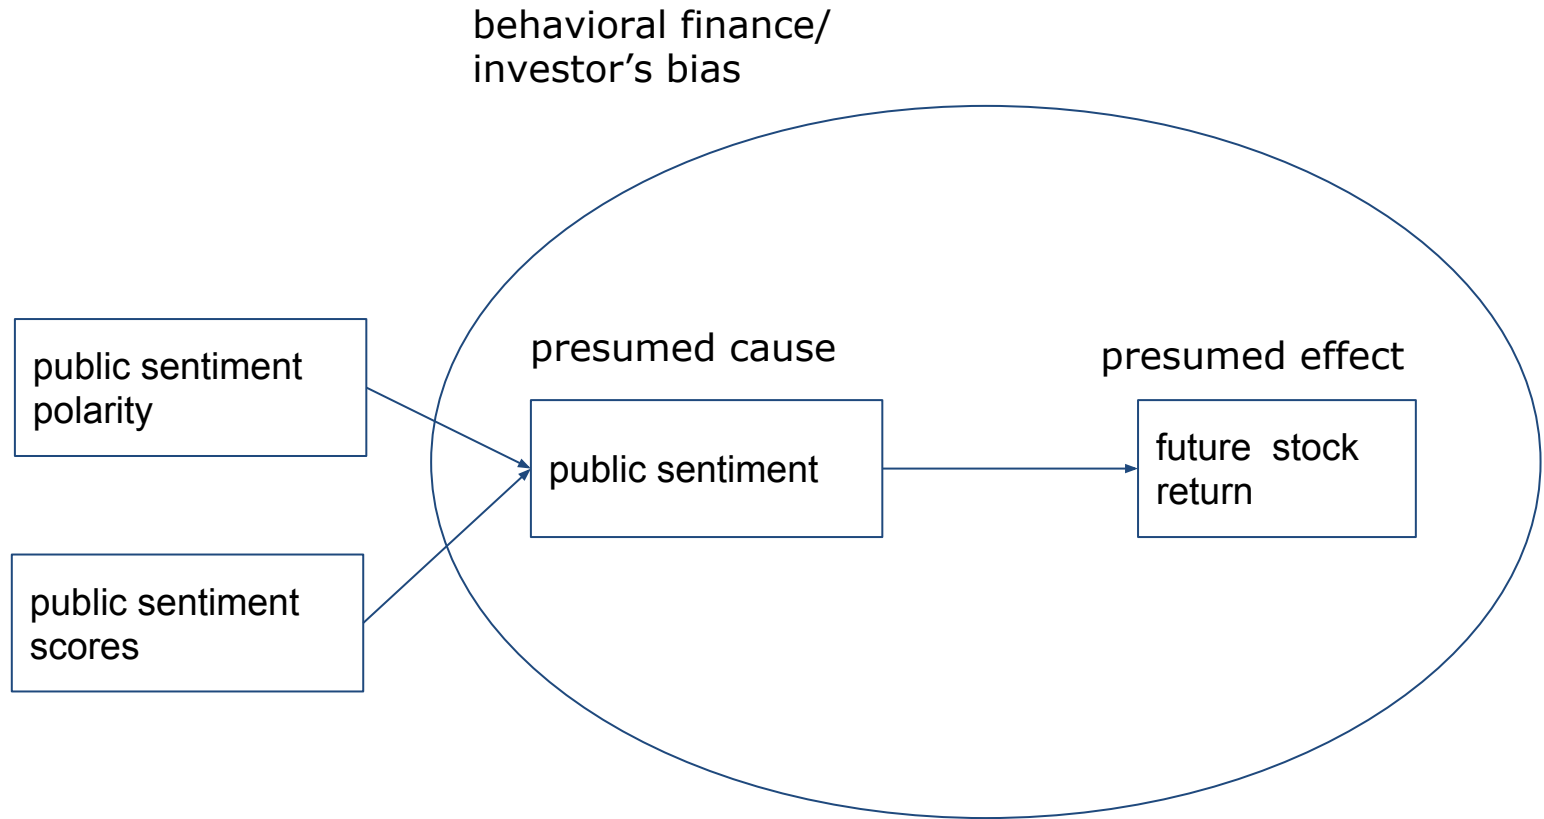 behavioral finance/
investor’s bias
presumed cause
presumed effect
public sentiment
polarity
public sentiment
future  stock
return
public sentiment
scores